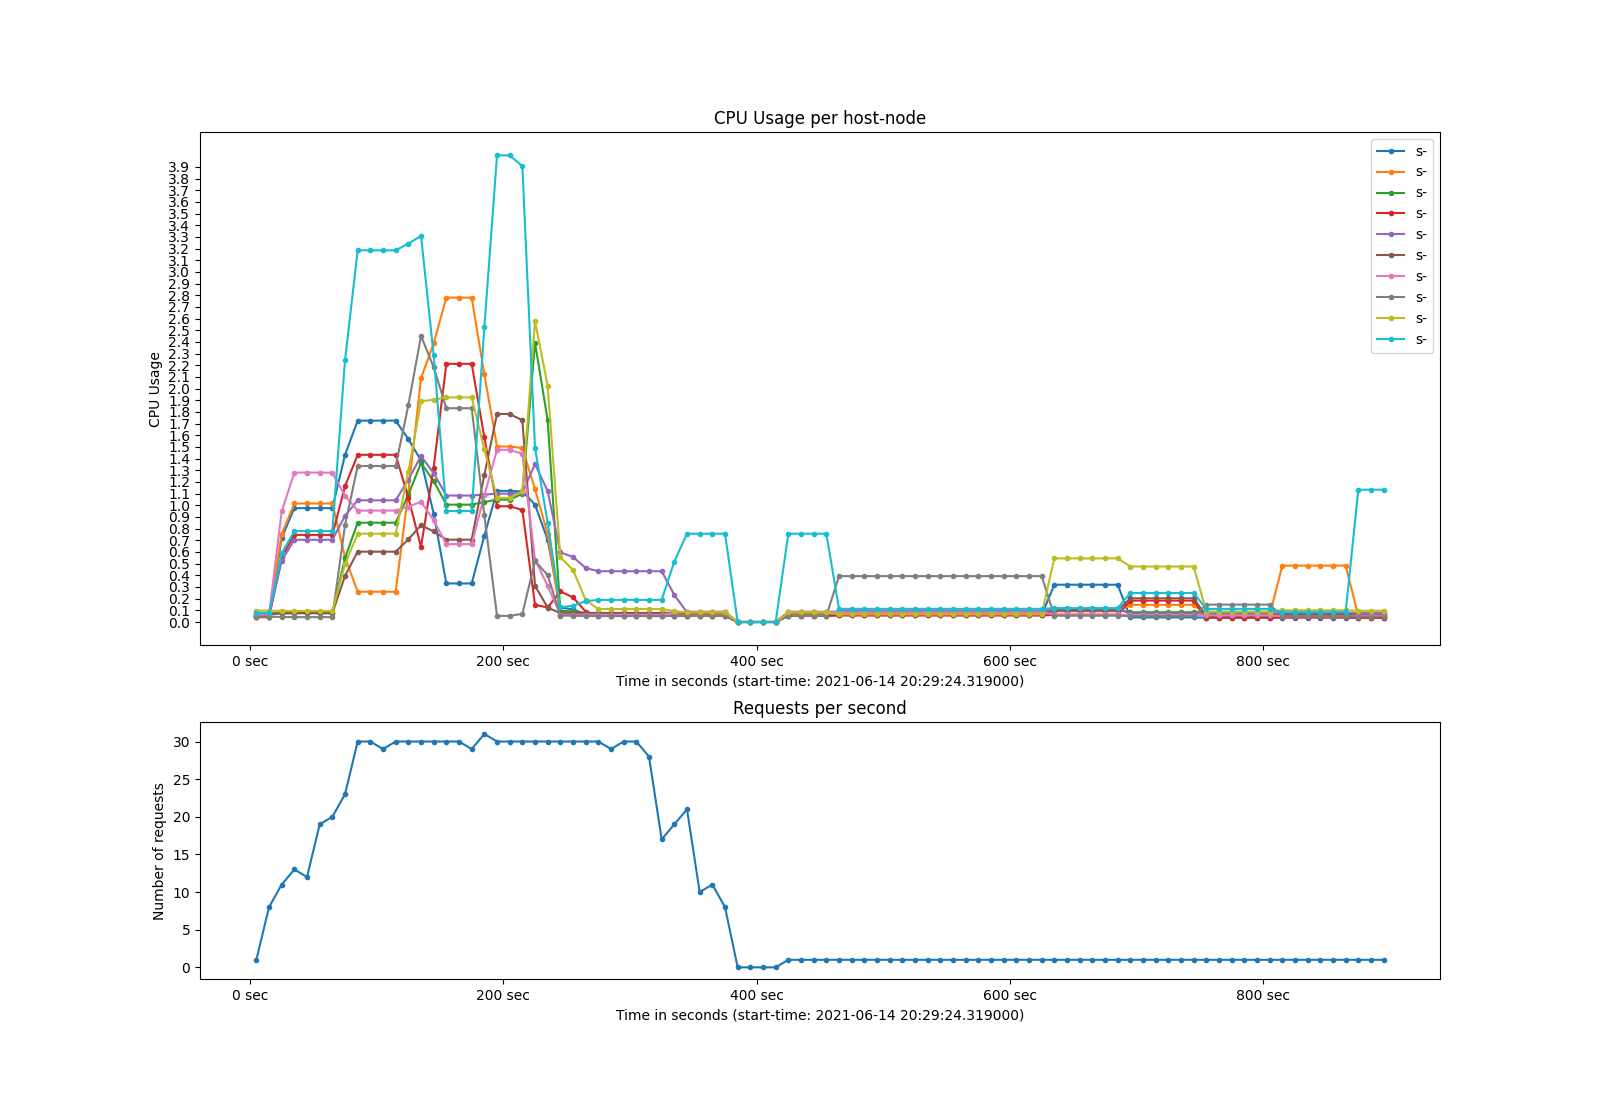 CPU Usage per host-node
CPU Usage
3.9
3.8
3.7
3.6
3.5
3.4
3.3
3.2
3.1
3.0
2.9
2.8
2.7
2.6
2.5
2.4
2.3
2.2
2.1
2.0
1.9
1.8
1.7
1.6
1.5
1.4
1.3
1.2
1.1
1.0
0.9
0.8
0.7
0.6
0.5
0.4
0.3
0.2
0.1
0.0
s-
s-
s-
s-
s-
s-
s-
s-
s-
s-
0 sec 200 sec 400 sec 600 sec 800 sec
Time in seconds (start-time: 2021-06-14 20:29:24.319000)
Requests per second
Number of requests
30
25
20
15
10
5
0
0 sec 200 sec 400 sec 600 sec 800 sec
Time in seconds (start-time: 2021-06-14 20:29:24.319000)